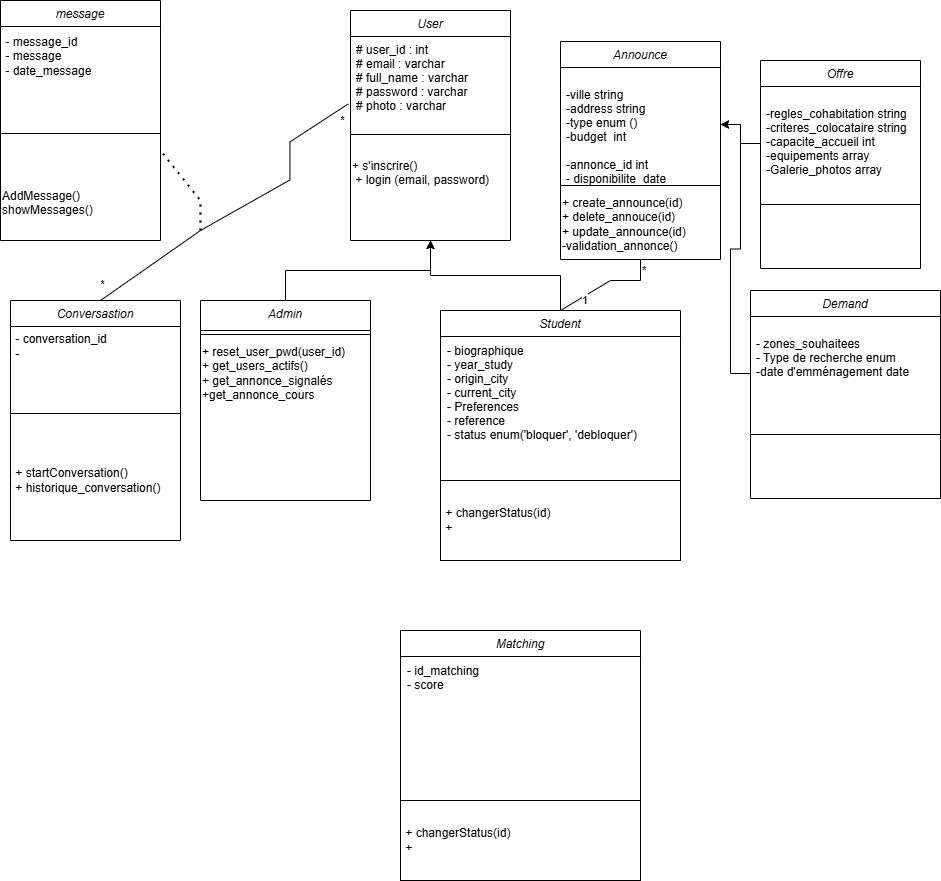 message
- message_id
- message
- date_message
AddMessage()
showMessages()
User
# user_id : int
# email : varchar
# full_name : varchar
# password : varchar
# photo : varchar
+ s'inscrire()
+ login (email, password)
*
*
Announce
-ville string
-address string
-type enum ()
-budget  int
-annonce_id int
- disponibilite  date
+ create_announce(id)
+ delete_annouce(id)
+ update_announce(id)
-validation_annonce()
*
1
Offre
-regles_cohabitation string
-criteres_colocataire string
-capacite_accueil int
-equipements array
-Galerie_photos array
Demand
- zones_souhaitees
- Type de recherche enum
-date d'emménagement date
Conversastion
- conversation_id
-
+ startConversation()
+ historique_conversation()
Admin
+ reset_user_pwd(user_id)
+ get_users_actifs()
+ get_annonce_signalés
+get_annonce_cours
Student
- biographique
- year_study
- origin_city
- current_city
- Preferences
- reference
- status enum('bloquer', 'debloquer')
+ changerStatus(id)
+
Matching
- id_matching
- score
+ changerStatus(id)
+